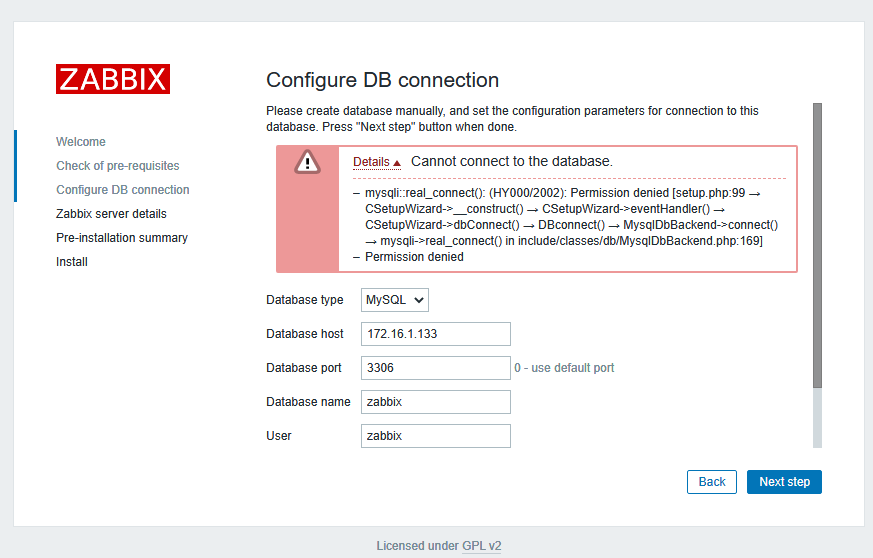 ZABBIX
Welcome
Check of pre-requisites
Configure DB connection
Zabbix server details
Pre-installation summary
Install
Configure DB connection
Please create database manually, and set the configuration parameters for connection to this
database. Press "Next step" button when done.
Details Cannot connect to the database.
– mysqli::real_connect(): (HY000/2002): Permission denied [setup.php:99 →
CSetupWizard->__construct() → CSetupWizard->eventHandler() →
CSetupWizard->dbConnect() → DBconnect() → MysqlDbBackend->connect()
→ mysqli->real_connect() in include/classes/db/MysqlDbBackend.php:169]
– Permission denied
Database type MySQL
Database host 172.16.1.133
Database port 3306 0 - use default port
Database name zabbix
User zabbix
Back Next step
Licensed under GPL v2